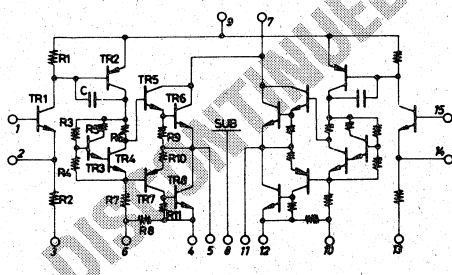 9
7
R1
TR2
C
TR5
TR6
TR1
1
15
R3
R5
R6
R9
SUB
2
14
R4
TR3
TR4
R10
R2
R7
TR7
TR8
R11
R8
3
6
4
5
8
11
12
10
13
DISCONTINUED